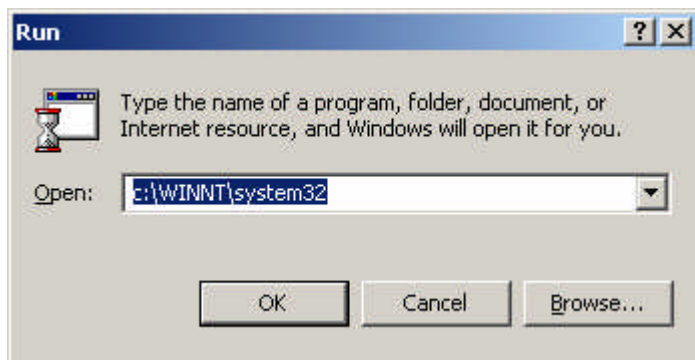 Run
Type the name of a program, folder, document, or
Internet resource, and Windows will open it for you.
Open: c:\WINNT\system32
OK Cancel Browse...